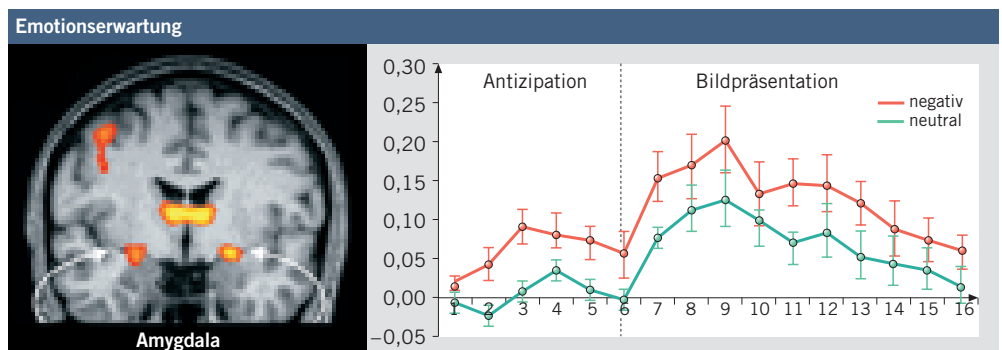 Emotionserwartung
Amygdala
Antizipation Bildpräsentation
negativ
neutral
0,30
0,25
0,20
0,15
0,10
0,05
0,00
−0,05
1 2 3 4 5 6 7 8 9 10 11 12 13 14 15 16